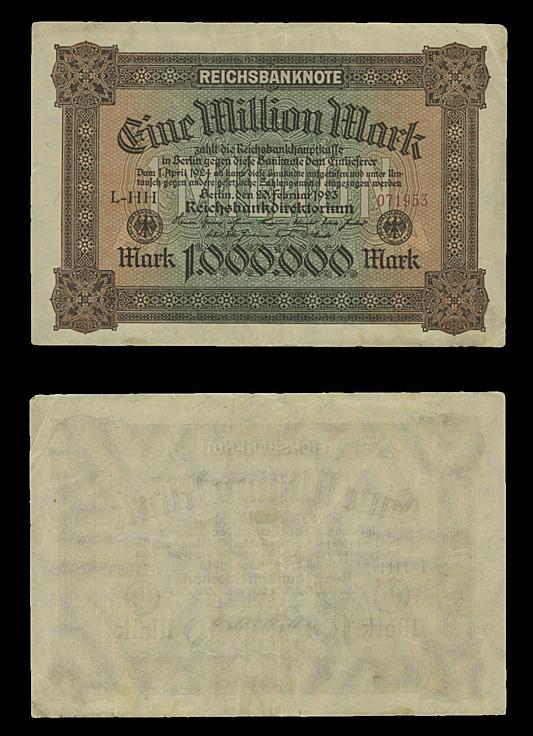 REICHSBANKNOTE
Eine Million Mark
zahlt die Reichsbankhauptkasse
in Berlin gegen diese Banknote dem Einlieferer
Vom 1. April 1924 ab kann diese Banknote aufgerufen und unter Um-
tausch gegen andere gesetzliche Zahlungsmittel eingezogen werden
Berlin, den 20. Februar 1923
L-HH 071953
Reichsbankdirektorium
Mark 1.000.000 Mark